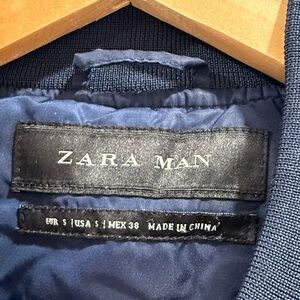 ZARA MAN
EUR S | USA S | MEX 38 MADE IN CHINA